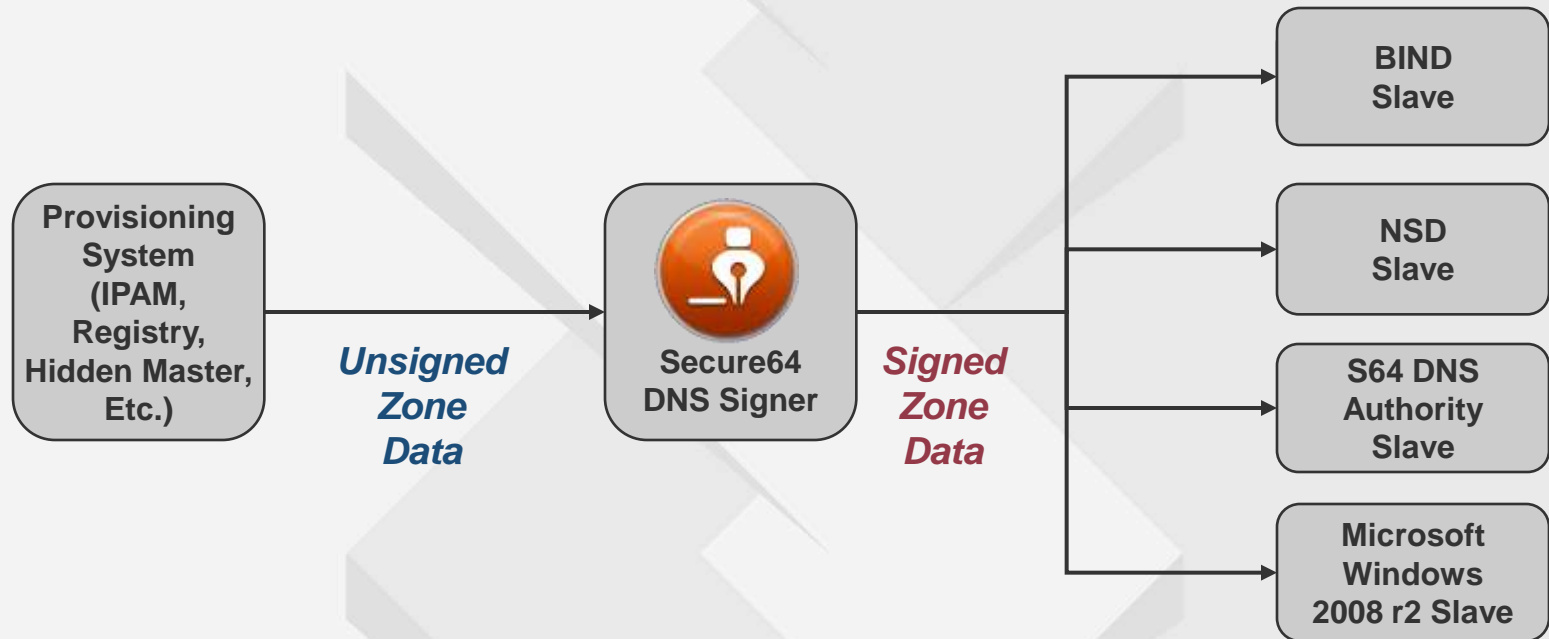 Provisioning
System
(IPAM,
Registry,
Hidden Master,
Etc.)
Unsigned
Zone
Data
Secure64
DNS Signer
Signed
Zone
Data
BIND
Slave
NSD
Slave
S64 DNS
Authority
Slave
Microsoft
Windows
2008 r2 Slave